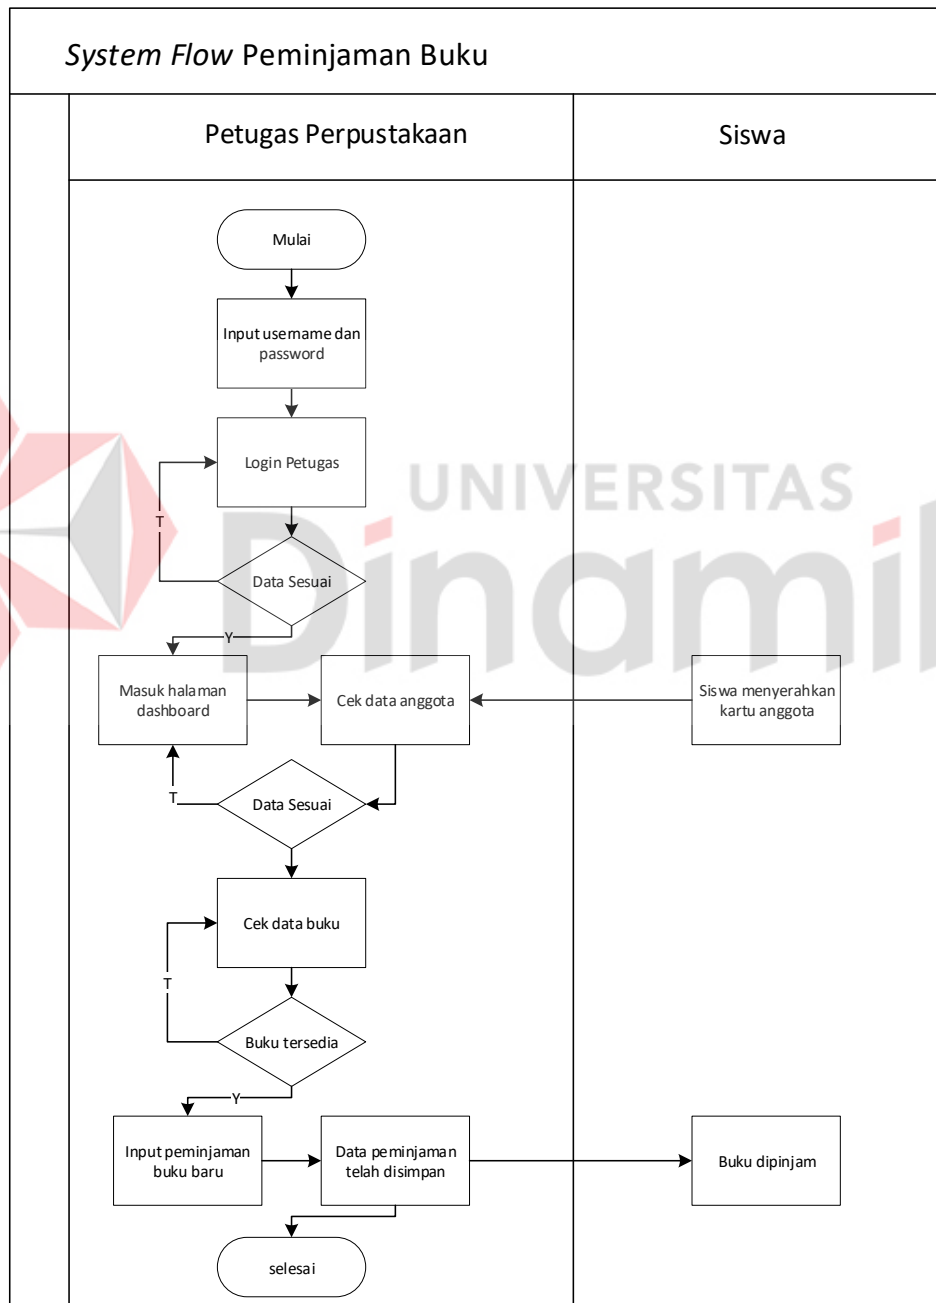 System Flow Peminjaman Buku
Petugas Perpustakaan
Siswa
Mulai
Input username dan
password
Login Petugas
T
Data Sesuai
Y
Masuk halaman
dashboard
Cek data anggota
Siswa menyerahkan
kartu anggota
T
Data Sesuai
Cek data buku
T
Buku tersedia
Y
Input peminjaman
buku baru
Data peminjaman
telah disimpan
Buku dipinjam
selesai
UNIVERSITAS
Dinamik